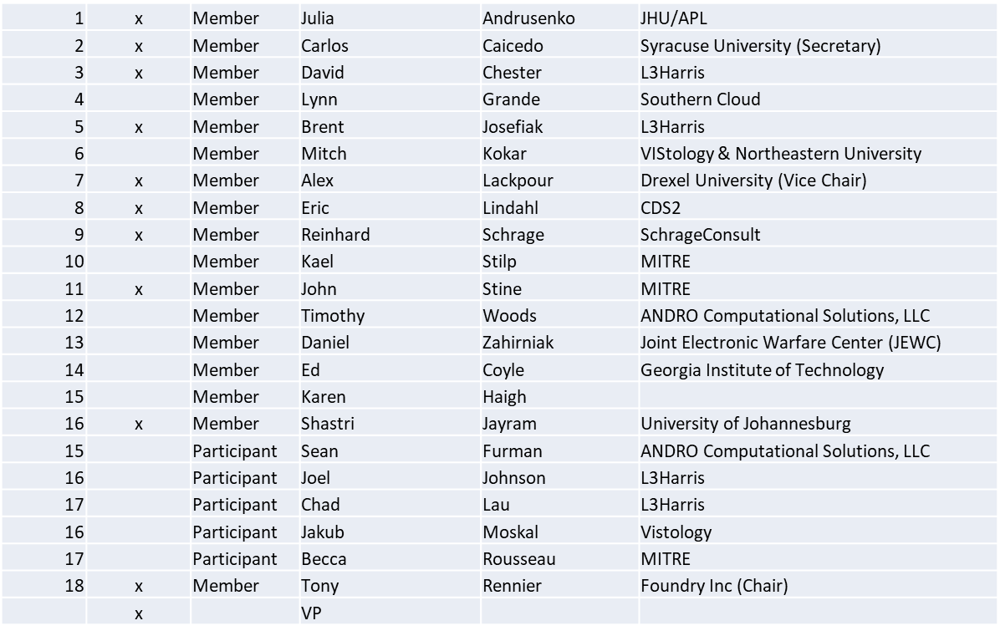 1 x Member Julia Andrusenko JHU/APL
2 x Member Carlos Caicedo Syracuse University (Secretary)
3 x Member David Chester L3Harris
4 Member Lynn Grande Southern Cloud
5 x Member Brent Josefiak L3Harris
6 Member Mitch Kokar VIStology & Northeastern University
7 x Member Alex Lackpour Drexel University (Vice Chair)
8 x Member Eric Lindahl CDS2
9 x Member Reinhard Schrage SchrageConsult
10 Member Kael Stilp MITRE
11 x Member John Stine MITRE
12 Member Timothy Woods ANDRO Computational Solutions, LLC
13 Member Daniel Zahirniak Joint Electronic Warfare Center (JEWC)
14 Member Ed Coyle Georgia Institute of Technology
15 Member Karen Haigh
16 x Member Shastri Jayram University of Johannesburg
15 Participant Sean Furman ANDRO Computational Solutions, LLC
16 Participant Joel Johnson L3Harris
17 Participant Chad Lau L3Harris
16 Participant Jakub Moskal Vistology
17 Participant Becca Rousseau MITRE
18 x Member Tony Rennier Foundry Inc (Chair)
x VP